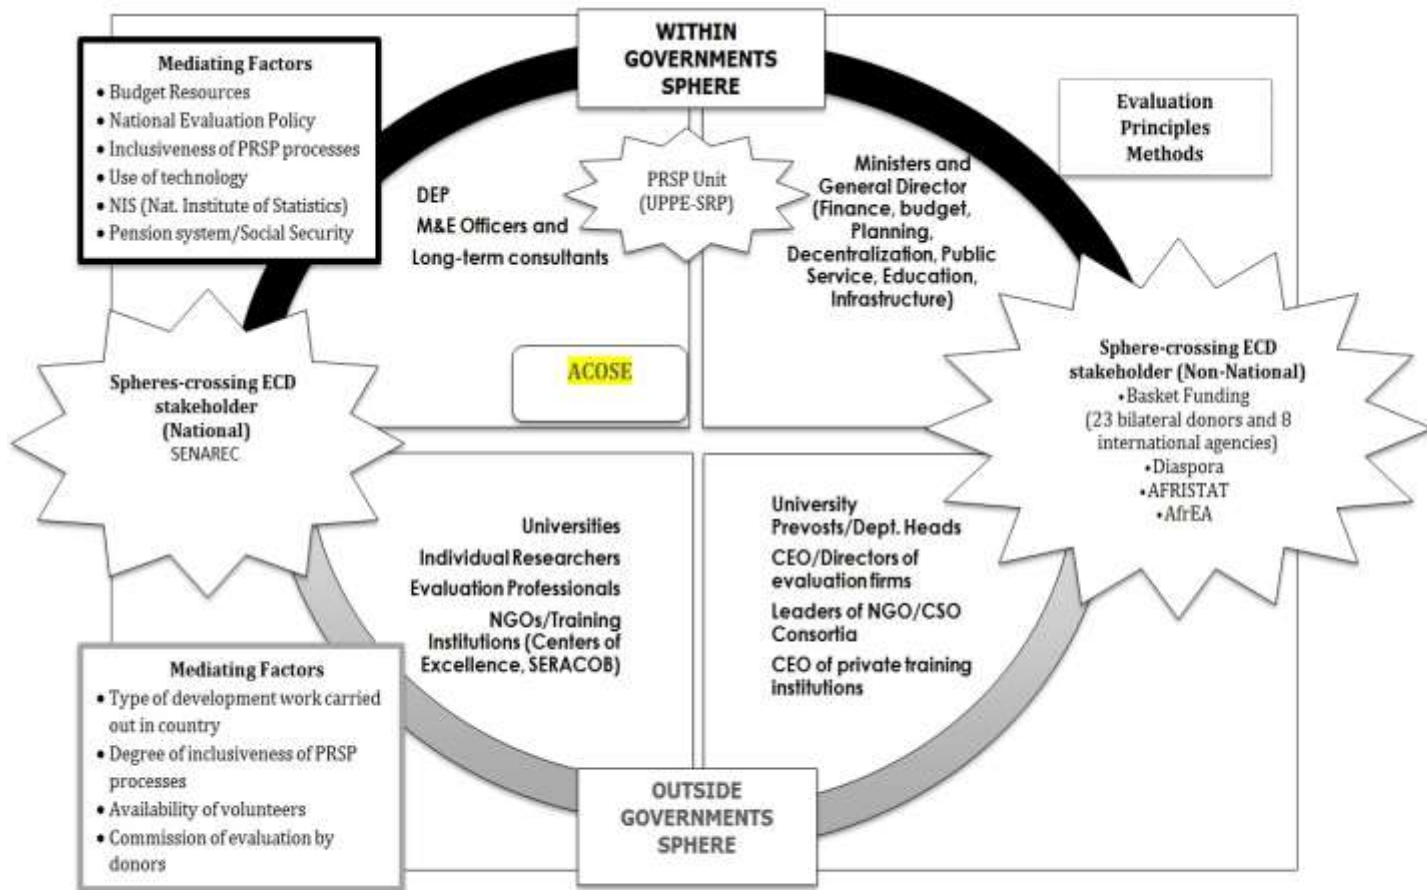 WITHIN
GOVERNMENTS
SPHERE
Mediating Factors
• Budget Resources
• National Evaluation Policy
• Inclusiveness of PRSP processes
• Use of technology
• NIS (Nat. Institute of Statistics)
• Pension system/Social Security
Evaluation
Principles
Methods
PRSP Unit
(UPPE-SRP)
DEP
M&E Officers and
Long-term consultants
Ministers and
General Director
(Finance, budget,
Planning,
Decentralization, Public
Service, Education,
Infrastructure)
ACOSE
Spheres-crossing ECD
stakeholder
(National)
SENAREC
Sphere-crossing ECD
stakeholder (Non-National)
•Basket Funding
(23 bilateral donors and 8
international agencies)
•Diaspora
•AFRISTAT
•AfrEA
Universities
Individual Researchers
Evaluation Professionals
NGOs/Training
Institutions (Centers of
Excellence, SERACOB)
University
Prevosts/Dept. Heads
CEO/Directors of
evaluation firms
Leaders of NGO/CSO
Consortia
CEO of private training
institutions
Mediating Factors
• Type of development work carried
out in country
• Degree of inclusiveness of PRSP
processes
• Availability of volunteers
• Commission of evaluation by
donors
OUTSIDE
GOVERNMENTS
SPHERE